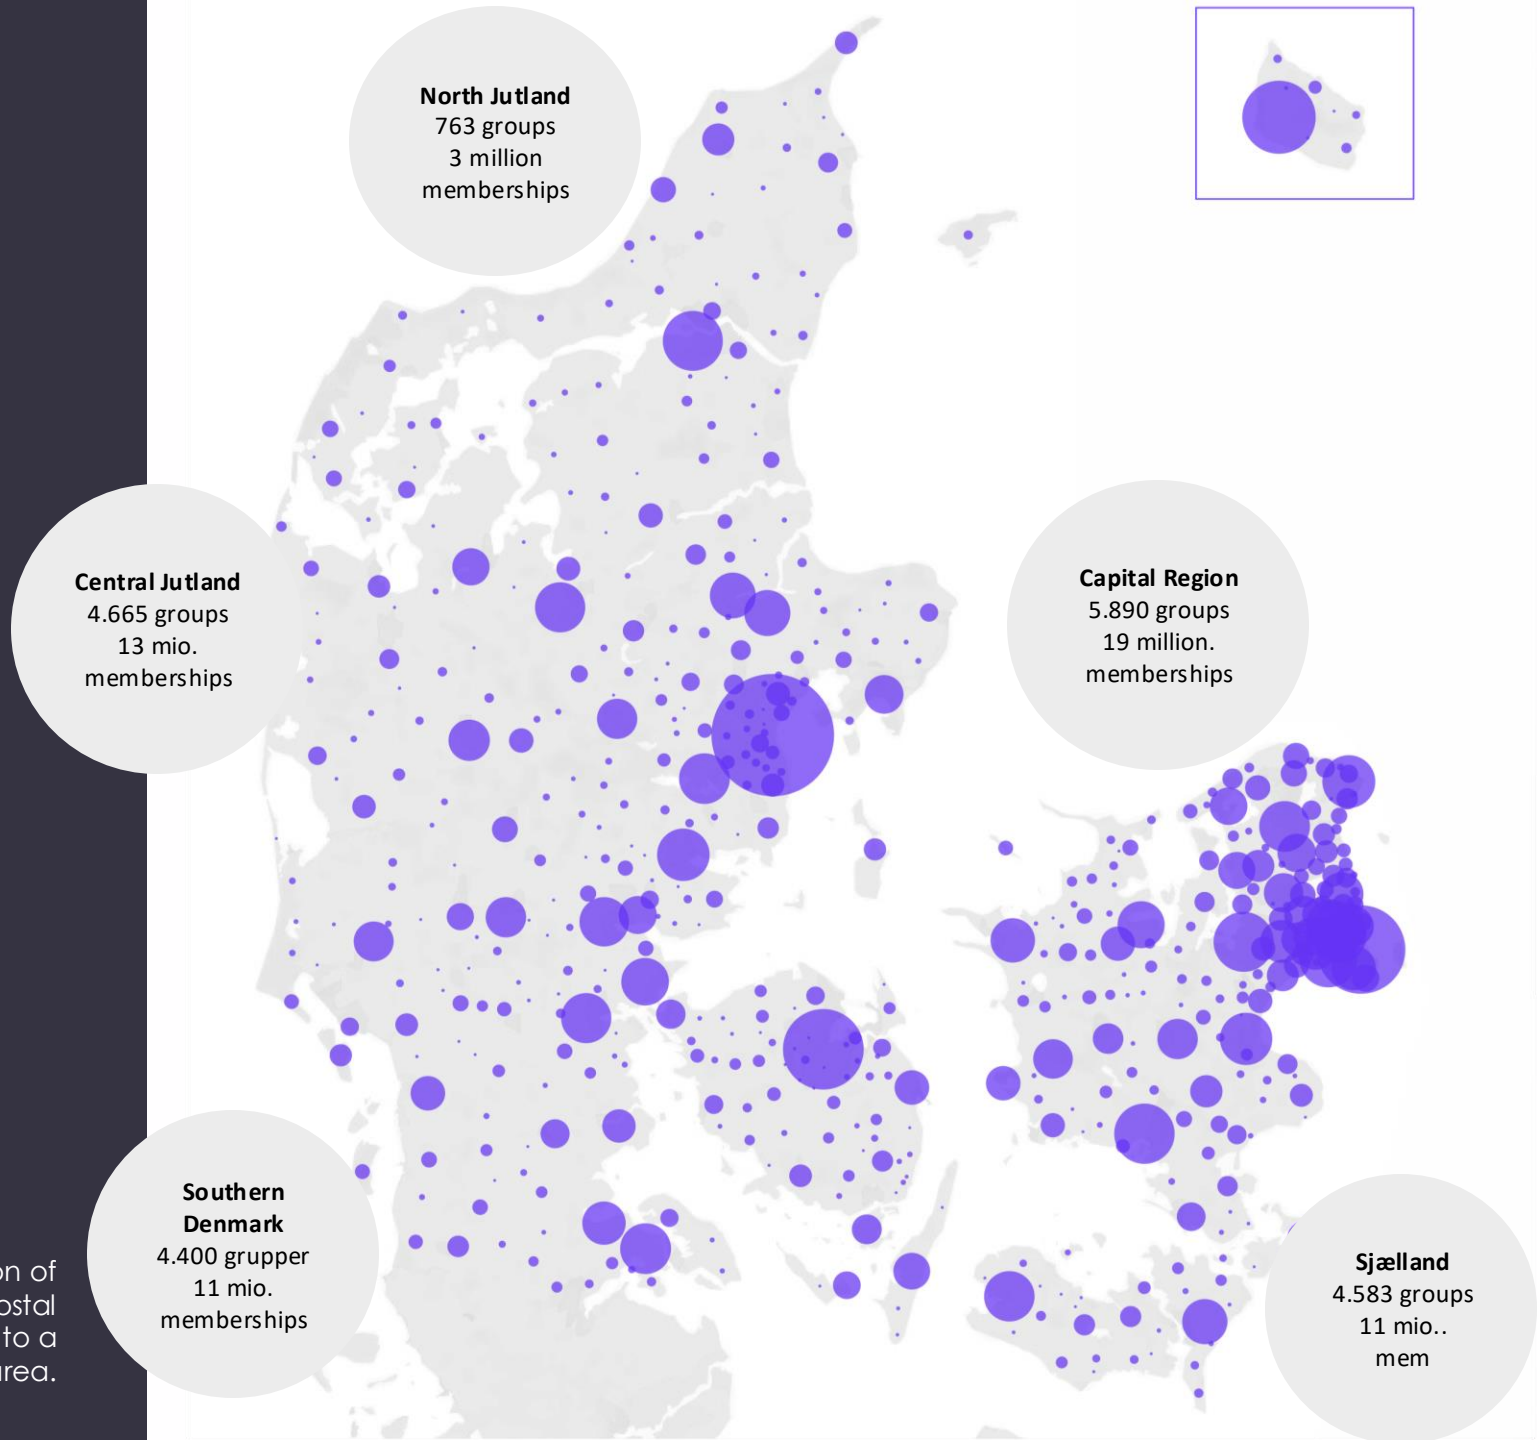 North Jutland
763 groups
3 million
memberships
Central Jutland
4.665 groups
13 mio.
memberships
Capital Region
5.890 groups
19 million.
memberships
Southern
Denmark
4.400 grupper
11 mio.
memberships
Sjælland
4.583 groups
11 mio..
mem
of
to a